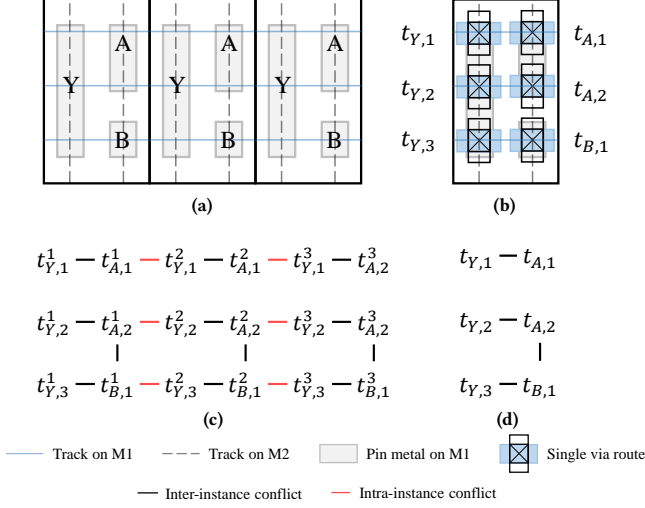 A A A
t_{Y,1} t_{A,1}
Y Y Y
t_{Y,2} t_{A,2}
B B B
t_{Y,3} t_{B,1}
(a) (b)
t^1_{Y,1} t^1_{A,1} t^2_{Y,1} t^2_{A,1} t^3_{Y,1} t^3_{A,2} t_{Y,1} t_{A,1}
t^1_{Y,2} t^1_{A,2} t^2_{Y,2} t^2_{A,2} t^3_{Y,2} t^3_{A,2} t_{Y,2} t_{A,2}
t^1_{Y,3} t^1_{B,1} t^2_{Y,3} t^2_{B,1} t^3_{Y,3} t^3_{B,1} t_{Y,3} t_{B,1}
(c) (d)
Track on M1 Track on M2 Pin metal on M1 Single via route
Inter-instance conflict Intra-instance conflict